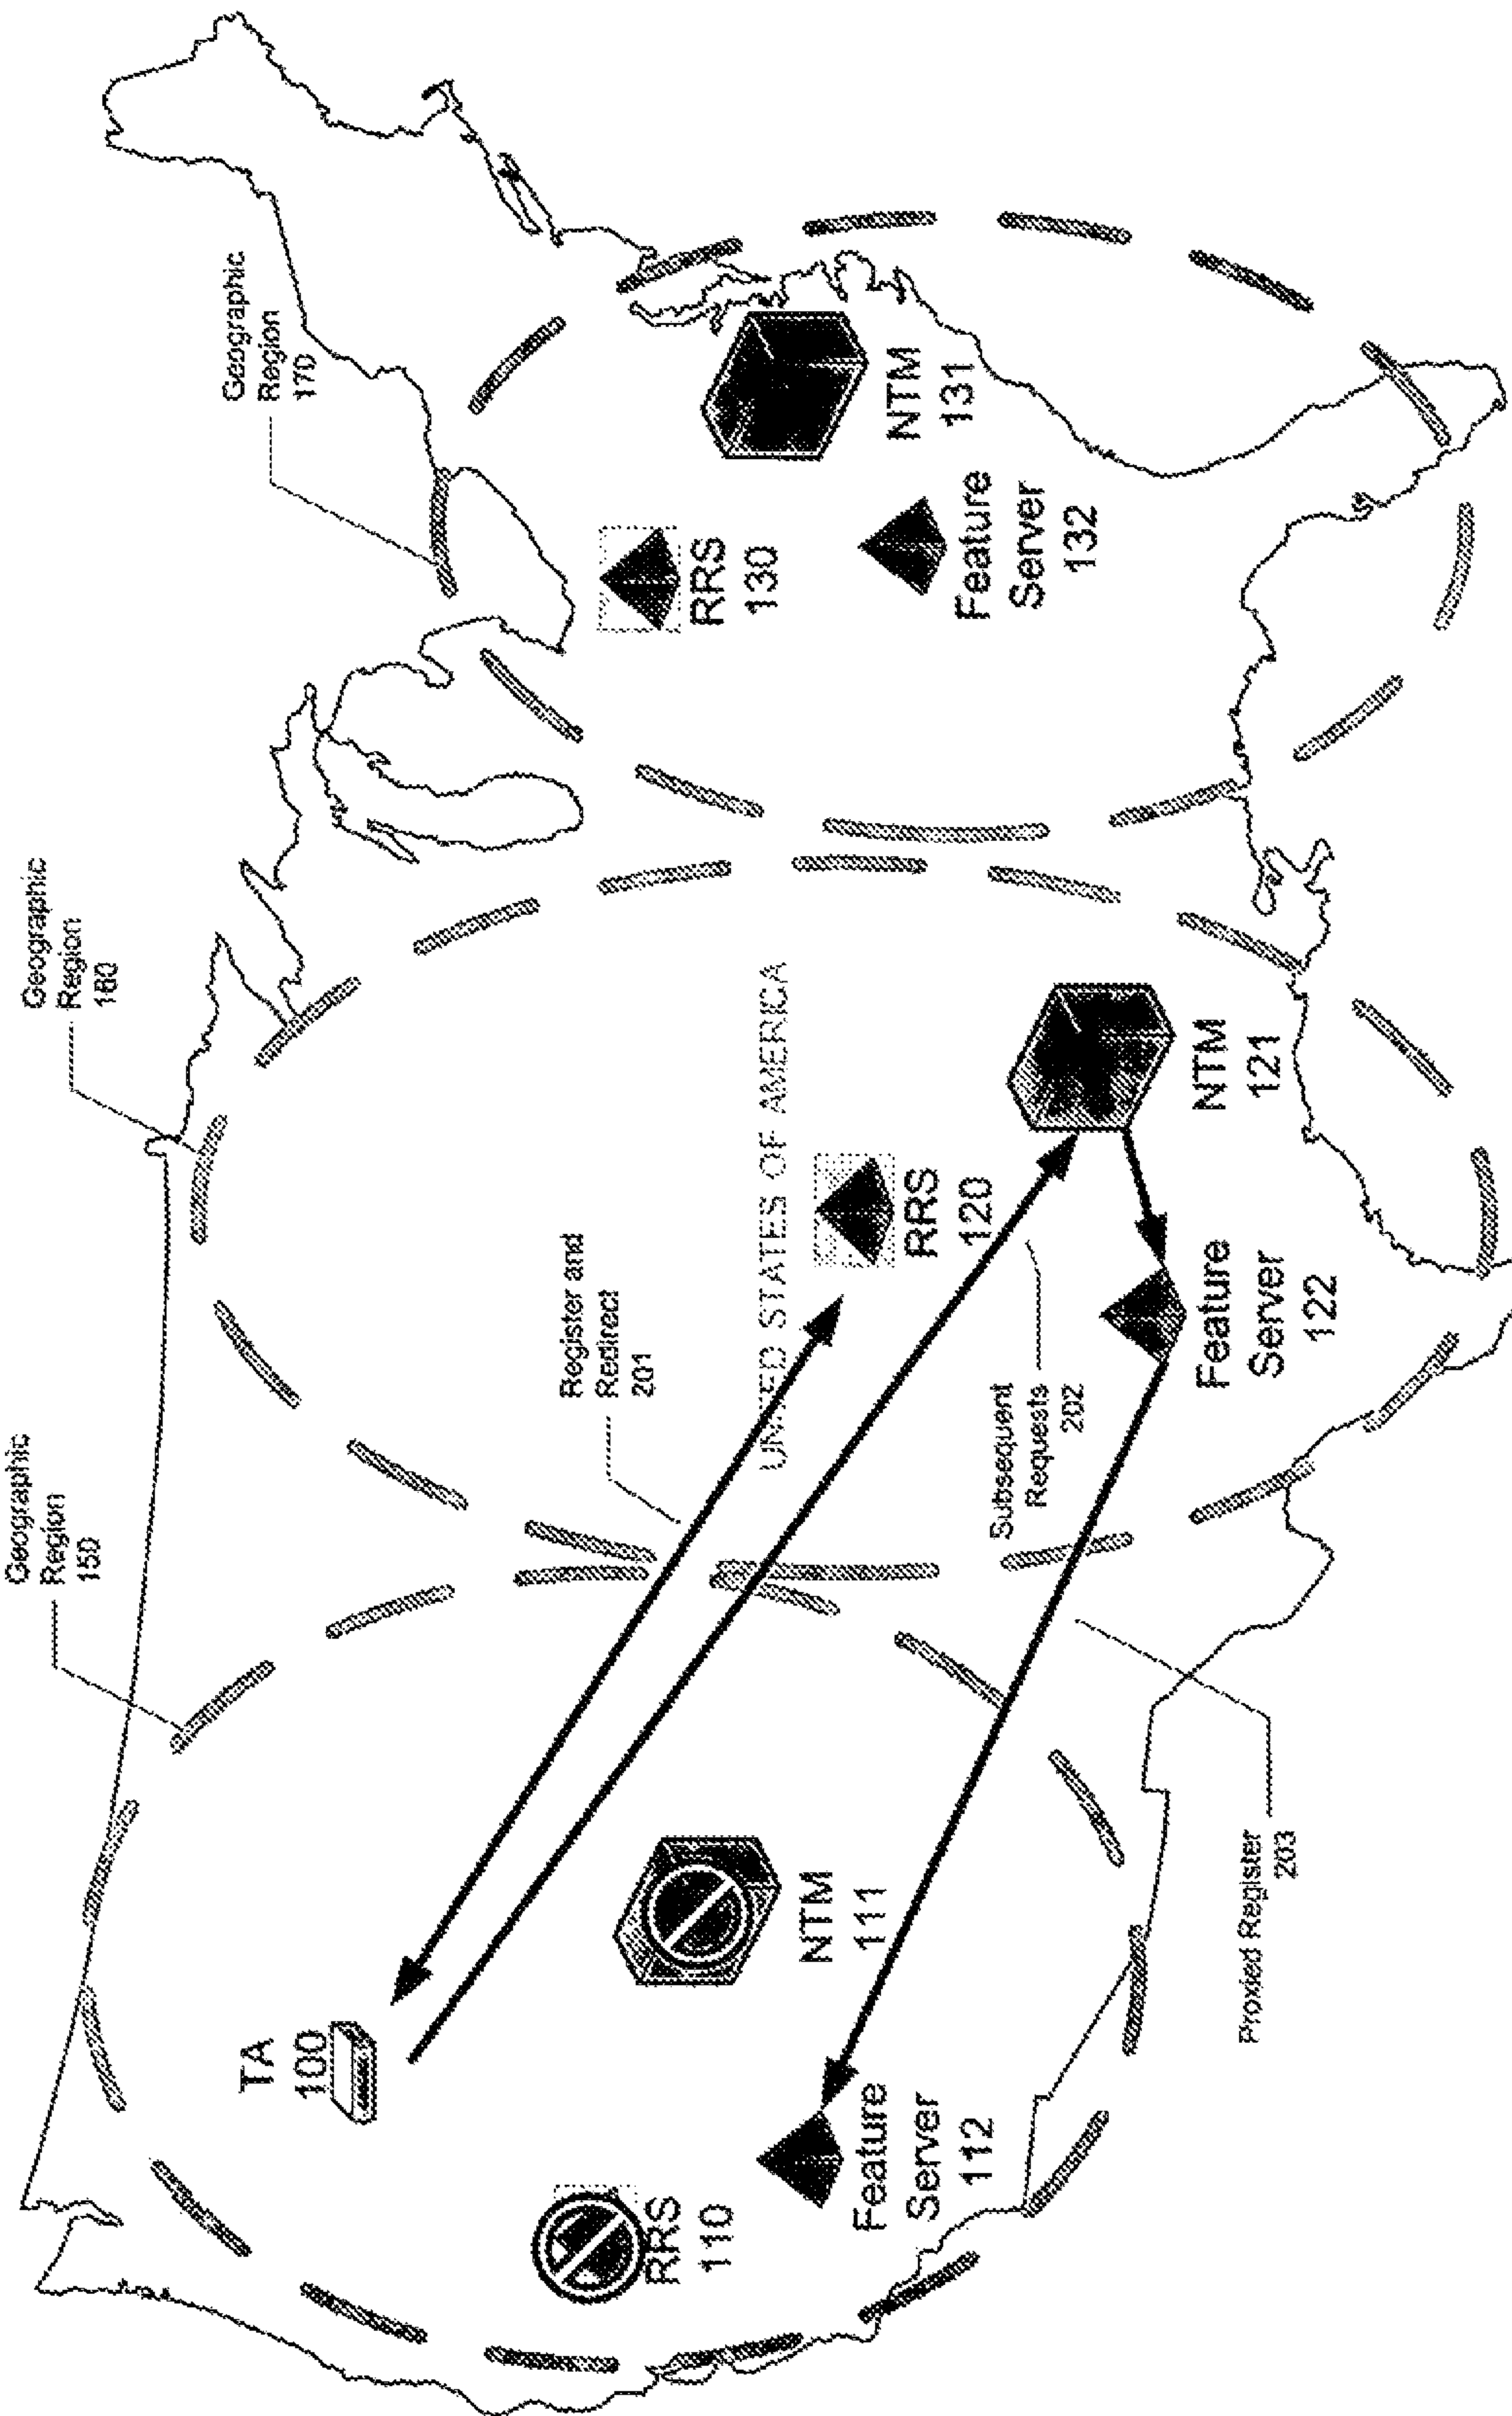 Geographic
Region
150
Geographic
Region
160
Geographic
Region
170
TA
100
Register and
Redirect
201
UNITED STATES OF AMERICA
RRS
110
NTM
111
Feature
Server
112
RRS
120
NTM
121
Subsequent
Requests
202
Feature
Server
122
RRS
130
NTM
131
Feature
Server
132
Proxied Register
203